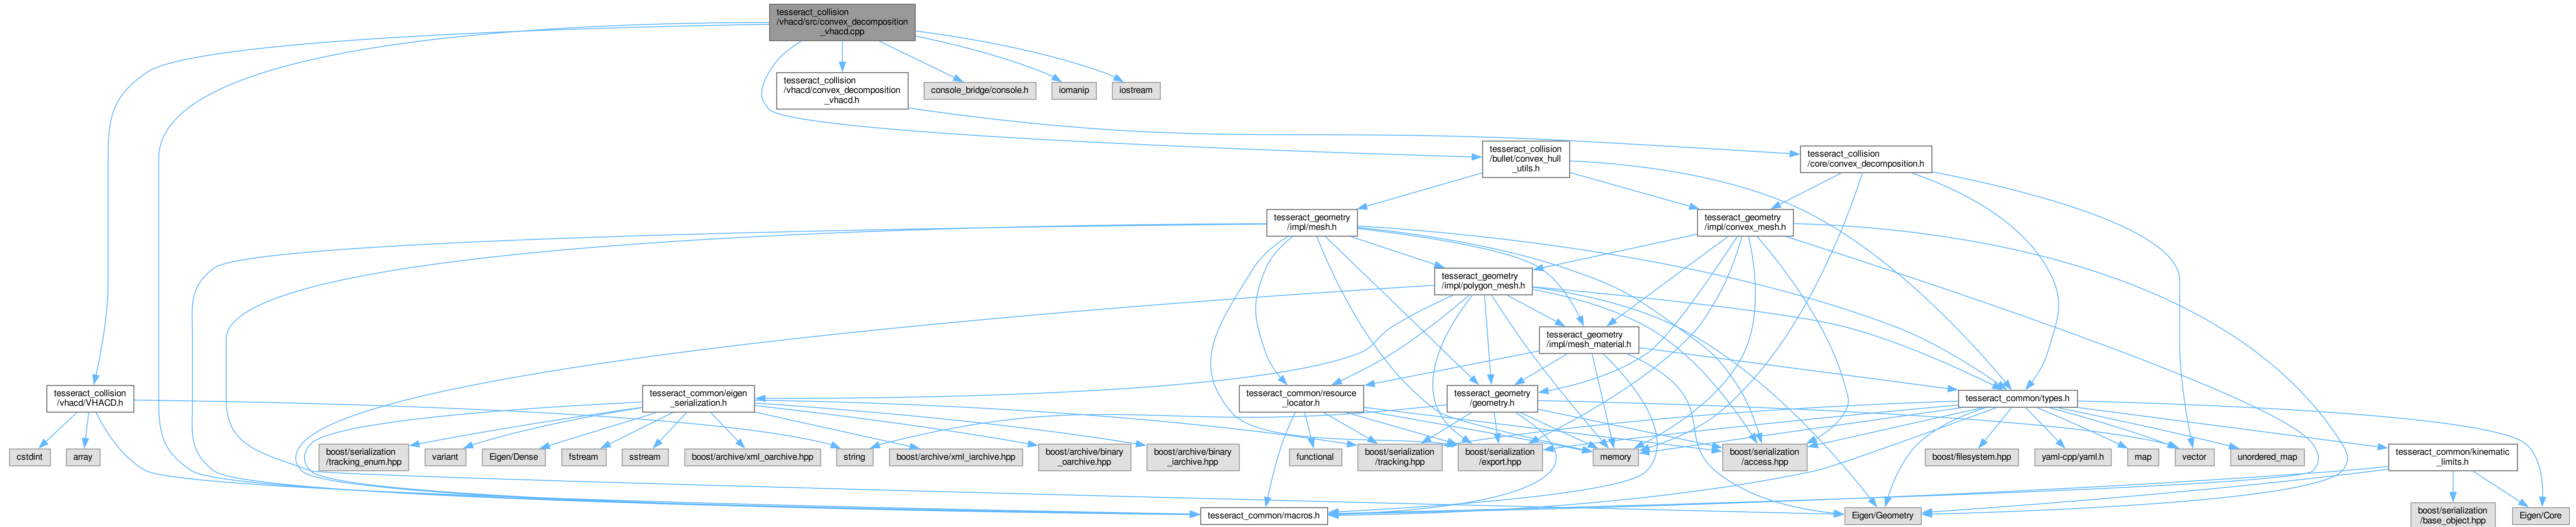 tesseract_collision
/vhacd/src/convex_decomposition
_vhacd.cpp
tesseract_collision
/vhacd/convex_decomposition
_vhacd.h
console_bridge/console.h
iomanip
iostream
tesseract_collision
/bullet/convex_hull
_utils.h
tesseract_collision
/core/convex_decomposition.h
tesseract_geometry
/impl/mesh.h
tesseract_geometry
/impl/convex_mesh.h
tesseract_geometry
/impl/polygon_mesh.h
tesseract_geometry
/impl/mesh_material.h
tesseract_collision
/vhacd/VHACD.h
tesseract_common/eigen
_serialization.h
tesseract_common/resource
_locator.h
tesseract_geometry
/geometry.h
tesseract_common/types.h
cstdint
array
boost/serialization
/tracking_enum.hpp
variant
Eigen/Dense
fstream
sstream
boost/archive/xml_oarchive.hpp
string
boost/archive/xml_iarchive.hpp
boost/archive/binary
_oarchive.hpp
boost/archive/binary
_iarchive.hpp
functional
boost/serialization
/tracking.hpp
boost/serialization
/export.hpp
memory
boost/serialization
/access.hpp
boost/filesystem.hpp
yaml-cpp/yaml.h
map
vector
unordered_map
tesseract_common/kinematic
_limits.h
tesseract_common/macros.h
Eigen/Geometry
boost/serialization
/base_object.hpp
Eigen/Core